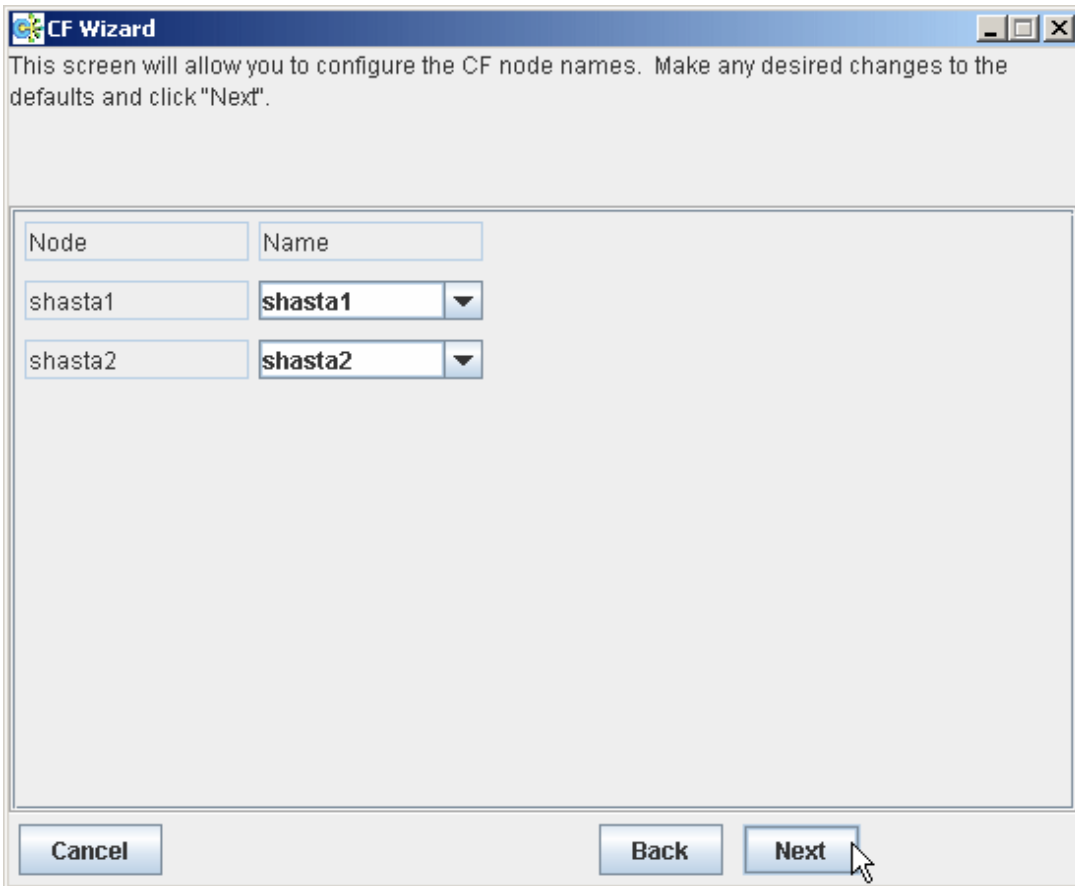 CF Wizard
This screen will allow you to configure the CF node names. Make any desired changes to the
defaults and click "Next".
Node Name
shasta1 shasta1
shasta2 shasta2
Cancel Back Next